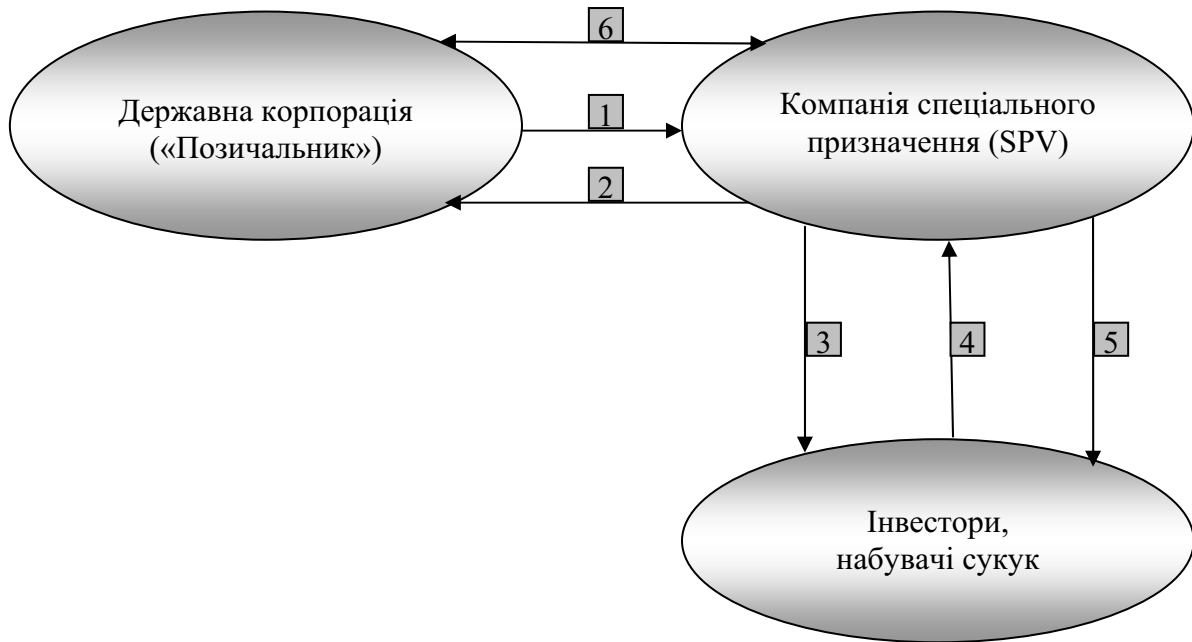 6
Державна корпорація
(«Позичальник»)
1
Компанія спеціального
призначення (SPV)
2
3
4
5
Інвестори,
набувачі сукук